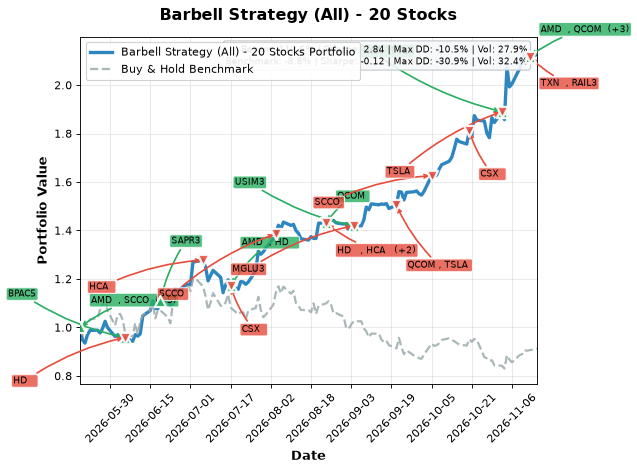 Barbell Strategy (All) - 20 Stocks
AMD , QCOM (+3)
Barbell Strategy (All) - 20 Stocks Portfolio
Buy & Hold Benchmark
2.84 | Max DD: -10.5% | Vol: 27.9%
Benchmark: -8.8% | Sharpe: -0.12 | Max DD: -30.9% | Vol: 32.4%
TXN , RAIL3
TSLA
CSX
USIM3
QCOM
SCCO
SAPR3
AMD , HD
HD , HCA (+2)
QCOM , TSLA
MGLU3
HCA
SCCO
BPAC5
AMD , SCCO
CSX
HD
Portfolio Value
2.0
1.8
1.6
1.4
1.2
1.0
0.8
2026-05-30
2026-06-15
2026-07-01
2026-07-17
2026-08-02
2026-08-18
2026-09-03
2026-09-19
2026-10-05
2026-10-21
2026-11-06
Date